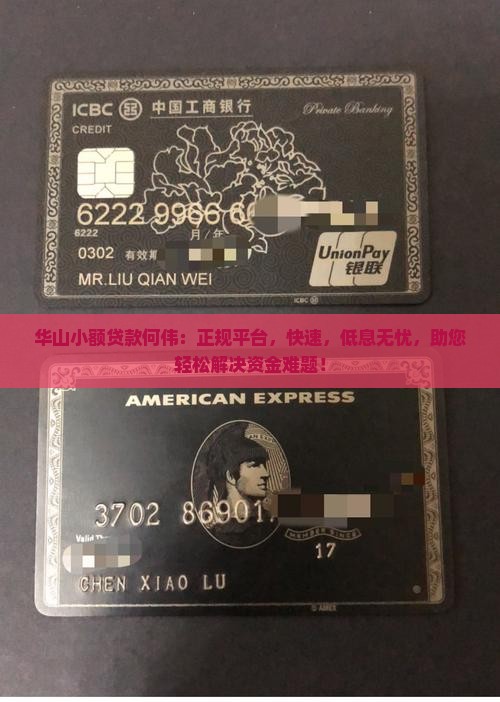 ICBC 中国工商银行 Private Banking
CREDIT
6222 9966 6
6222
月/年
0302 有效期
UnionPay
银联
MR.LIU QIAN WEI
ICBC
华山小额贷款何伟：正规平台，快速，低息无忧，助您
轻松解决资金难题！
AMERICAN EXPRESS
AMERICAN EXPRESS
3702 86901
MEMBER SINCE
Valid
17
CHEN XIAO LU
© AMEX